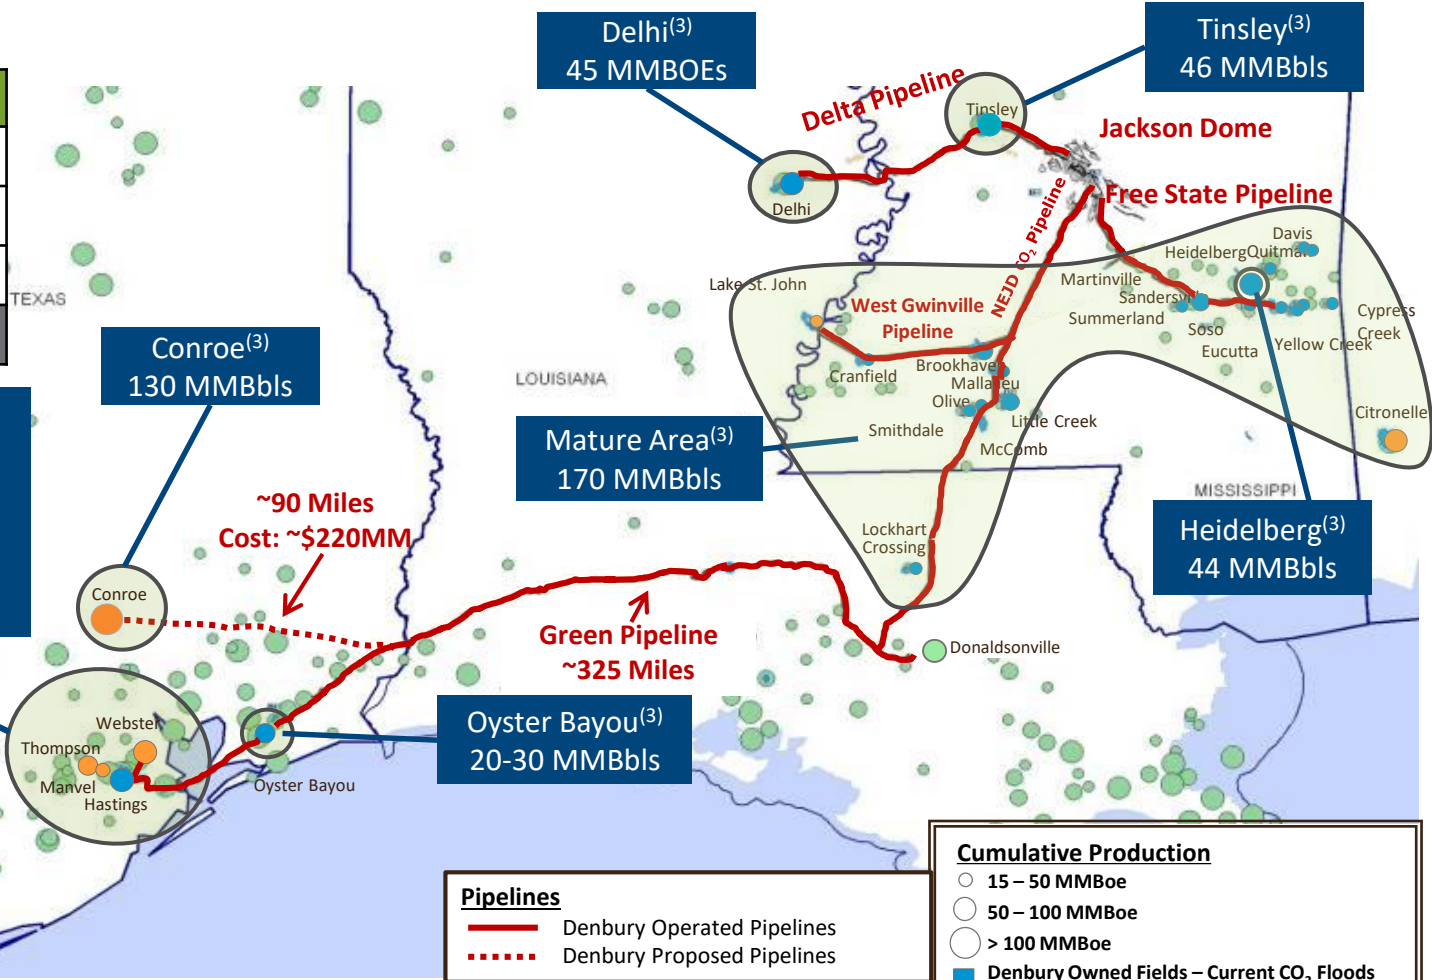 Delhi(3)
45 MMBOEs
Tinsley(3)
46 MMBbls
Delta Pipeline
Tinsley
Jackson Dome
Delhi
Free State Pipeline
NEJD CO2 Pipeline
Davis
Heidelberg
Quitman
Martinville
Lake St. John
TEXAS
Sandersville
Summerland
Cypress
Creek
West Gwinville
Pipeline
Soso
Yellow Creek
Eucutta
Conroe(3)
130 MMBbls
Brookhaven
Cranfield
LOUISIANA
Mallalieu
Olive
Citronelle
Little Creek
Smithdale
Mature Area(3)
170 MMBbls
McComb
MISSISSIPPI
~90 Miles
Cost: ~$220MM
Lockhart
Crossing
Heidelberg(3)
44 MMBbls
Conroe
Green Pipeline
~325 Miles
Donaldsonville
Oyster Bayou(3)
20-30 MMBbls
Webster
Thompson
Manvel
Hastings
Oyster Bayou
Pipelines
Denbury Operated Pipelines
Denbury Proposed Pipelines
Cumulative Production
15 – 50 MMBoe
50 – 100 MMBoe
> 100 MMBoe
Denbury Owned Fields – Current CO2 Floods